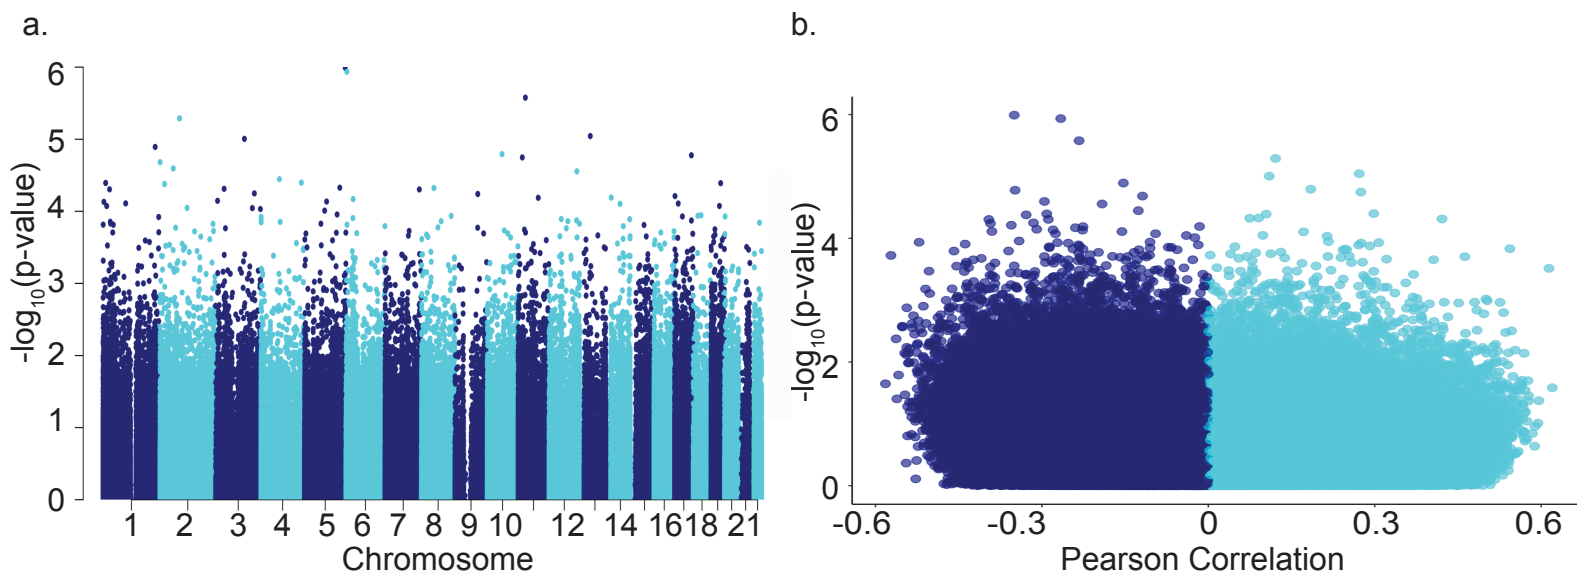 a.
6
5
4
3
2
1
0
-log10(p-value)
1 2 3 4 5 6 7 8 9 10 12 14 16 18 21
Chromosome
b.
6
4
2
0
-log10(p-value)
-0.6 -0.3 0 0.3 0.6
Pearson Correlation